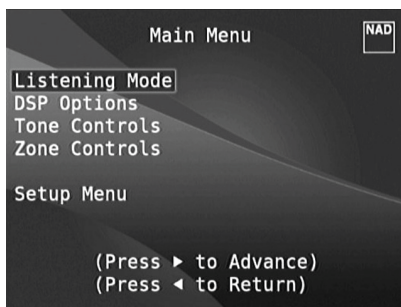 Main Menu
NAD
Listening Mode
DSP Options
Tone Controls
Zone Controls
Setup Menu
(Press ▶ to Advance)
(Press ◀ to Return)